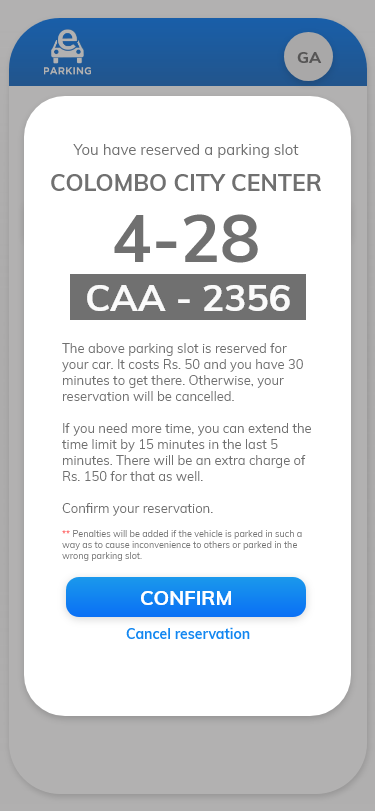 e
PARKING
GA
You have reserved a parking slot
COLOMBO CITY CENTER
4-28
CAA - 2356
The above parking slot is reserved for
your car. It costs Rs. 50 and you have 30
minutes to get there. Otherwise, your
reservation will be cancelled.
If you need more time, you can extend the
time limit by 15 minutes in the last 5
minutes. There will be an extra charge of
Rs. 150 for that as well.
Confirm your reservation.
** Penalties will be added if the vehicle is parked in such a
way as to cause inconvenience to others or parked in the
wrong parking slot.
CONFIRM
Cancel reservation